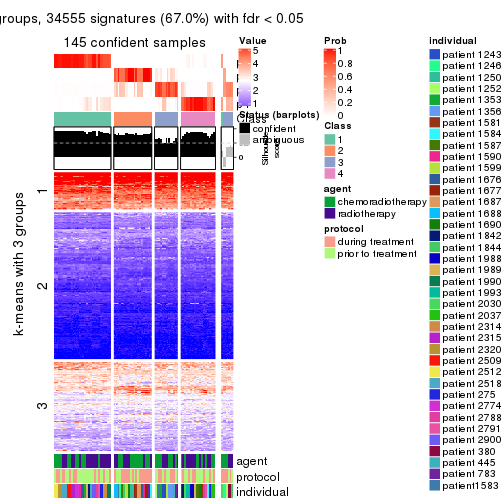 groups, 34555 signatures (67.0%) with fdr < 0.05
145 confident samples
k-means with 3 groups
1
2
3
Class
Silhouette
score
0
agent
protocol
individual
Value
5
4
3
2
1
Status (barplots)
confident
ambiguous
Prob
1
0.8
0.6
0.4
0.2
0
Class
1
2
3
4
agent
chemoradiotherapy
radiotherapy
protocol
during treatment
prior to treatment
individual
patient 1243
patient 1246
patient 1250
patient 1252
patient 1353
patient 1356
patient 1581
patient 1584
patient 1587
patient 1590
patient 1599
patient 1676
patient 1677
patient 1687
patient 1688
patient 1690
patient 1842
patient 1844
patient 1988
patient 1989
patient 1990
patient 1993
patient 2030
patient 2037
patient 2314
patient 2315
patient 2320
patient 2509
patient 2512
patient 2518
patient 275
patient 2774
patient 2788
patient 2791
patient 2900
patient 380
patient 445
patient 783
patient1583